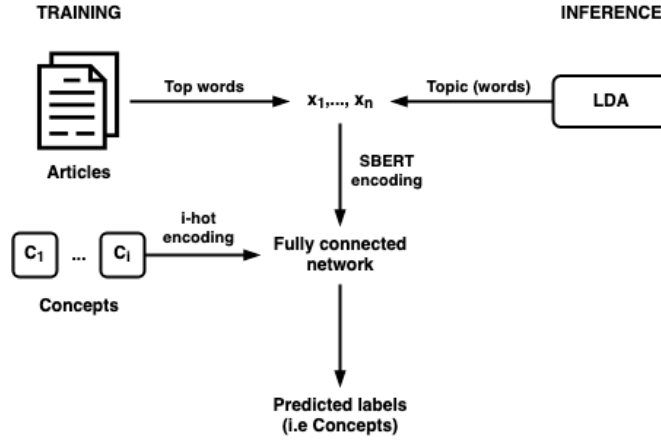 TRAINING
INFERENCE
Top words
x1,..., xn
Topic (words)
LDA
Articles
SBERT
encoding
i-hot
encoding
C1 ... Ci
Fully connected
network
Concepts
Predicted labels
(i.e Concepts)